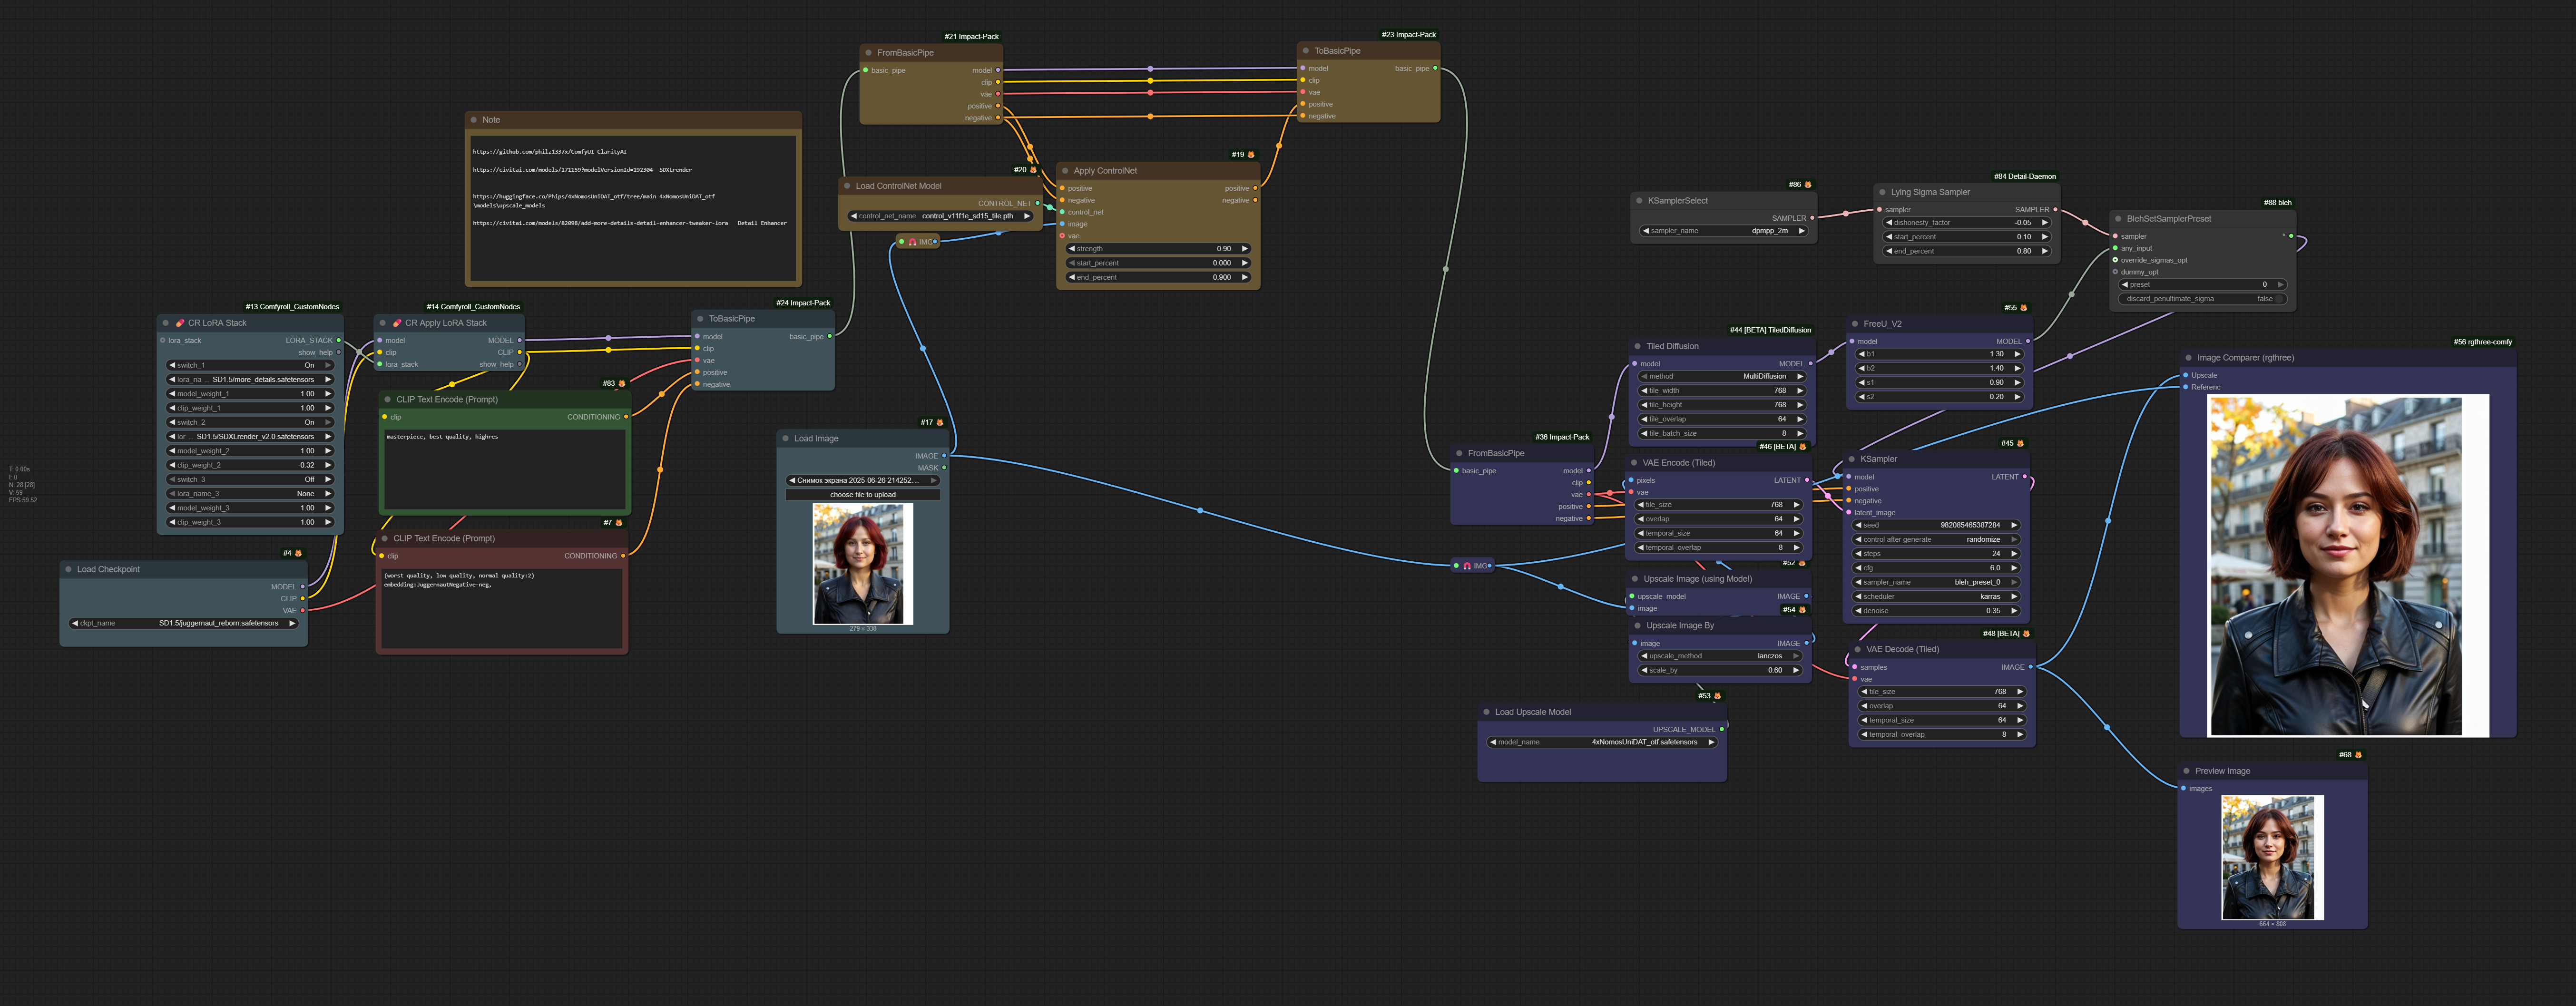 #21 Impact-Pack
FromBasicPipe
basic_pipe
model
clip
vae
positive
negative
#23 Impact-Pack
ToBasicPipe
model
basic_pipe
clip
vae
positive
negative
Note
https://github.com/philz1337x/ComfyUI-ClarityAI
https://civitai.com/models/171159?modelVersionId=192304 SDXLrender
https://huggingface.co/Phips/4xNomosUniDAT_otf/tree/main 4xNomosUniDAT_otf
\models\upscale_models
https://civitai.com/models/82098/add-more-details-detail-enhancer-tweaker-lora Detail Enhancer
#20
Load ControlNet Model
CONTROL_NET
control_net_name control_v11f1e_sd15_tile.pth
IMG
#19
Apply ControlNet
positive positive
negative negative
control_net
image
vae
strength 0.90
start_percent 0.000
end_percent 0.900
#13 Comfyroll_CustomNodes
CR LoRA Stack
lora_stack LORA_STACK
show_help
switch_1 On
lora_na ... SD1.5/more_details.safetensors
model_weight_1 1.00
clip_weight_1 1.00
switch_2 On
lor ... SD1.5/SDXLrender_v2.0.safetensors
model_weight_2 1.00
clip_weight_2 -0.32
switch_3 Off
lora_name_3 None
model_weight_3 1.00
clip_weight_3 1.00
#14 Comfyroll_CustomNodes
CR Apply LoRA Stack
model MODEL
clip CLIP
lora_stack show_help
#24 Impact-Pack
ToBasicPipe
model basic_pipe
clip
vae
positive
negative
#83
CLIP Text Encode (Prompt)
clip CONDITIONING
masterpiece, best quality, highres
#7
CLIP Text Encode (Prompt)
clip CONDITIONING
(worst quality, low quality, normal quality:2)
embedding:JuggernautNegative-neg,
T: 0.00s
I: 0
N: 28 [28]
V: 59
FPS:59.52
#4
Load Checkpoint
MODEL
CLIP
VAE
ckpt_name SD1.5/juggernaut_reborn.safetensors
#17
Load Image
IMAGE
MASK
Снимок экрана 2025-06-26 214252....
choose file to upload
279 × 338
#86
KSamplerSelect
SAMPLER
sampler_name dpmpp_2m
#84 Detail-Daemon
Lying Sigma Sampler
sampler SAMPLER
dishonesty_factor -0.05
start_percent 0.10
end_percent 0.80
#88 bleh
BlehSetSamplerPreset
sampler *
any_input
override_sigmas_opt
dummy_opt
preset 0
discard_penultimate_sigma false
#44 [BETA] TiledDiffusion
Tiled Diffusion
model MODEL
method MultiDiffusion
tile_width 768
tile_height 768
tile_overlap 64
tile_batch_size 8
#55
FreeU_V2
model MODEL
b1 1.30
b2 1.40
s1 0.90
s2 0.20
#36 Impact-Pack
FromBasicPipe
basic_pipe model
clip
vae
positive
negative
IMG
#46 [BETA]
VAE Encode (Tiled)
pixels LATENT
vae
tile_size 768
overlap 64
temporal_size 64
temporal_overlap 8
#52
Upscale Image (using Model)
upscale_model IMAGE
image
#54
Upscale Image By
image IMAGE
upscale_method lanczos
scale_by 0.60
#53
Load Upscale Model
UPSCALE_MODEL
model_name 4xNomosUniDAT_otf.safetensors
#45
KSampler
model LATENT
positive
negative
latent_image
seed 982085465387284
control after generate randomize
steps 24
cfg 6.0
sampler_name bleh_preset_0
scheduler karras
denoise 0.35
#48 [BETA]
VAE Decode (Tiled)
samples IMAGE
vae
tile_size 768
overlap 64
temporal_size 64
temporal_overlap 8
#56 rgthree-comfy
Image Comparer (rgthree)
Upscale
Referenc
#68
Preview Image
images